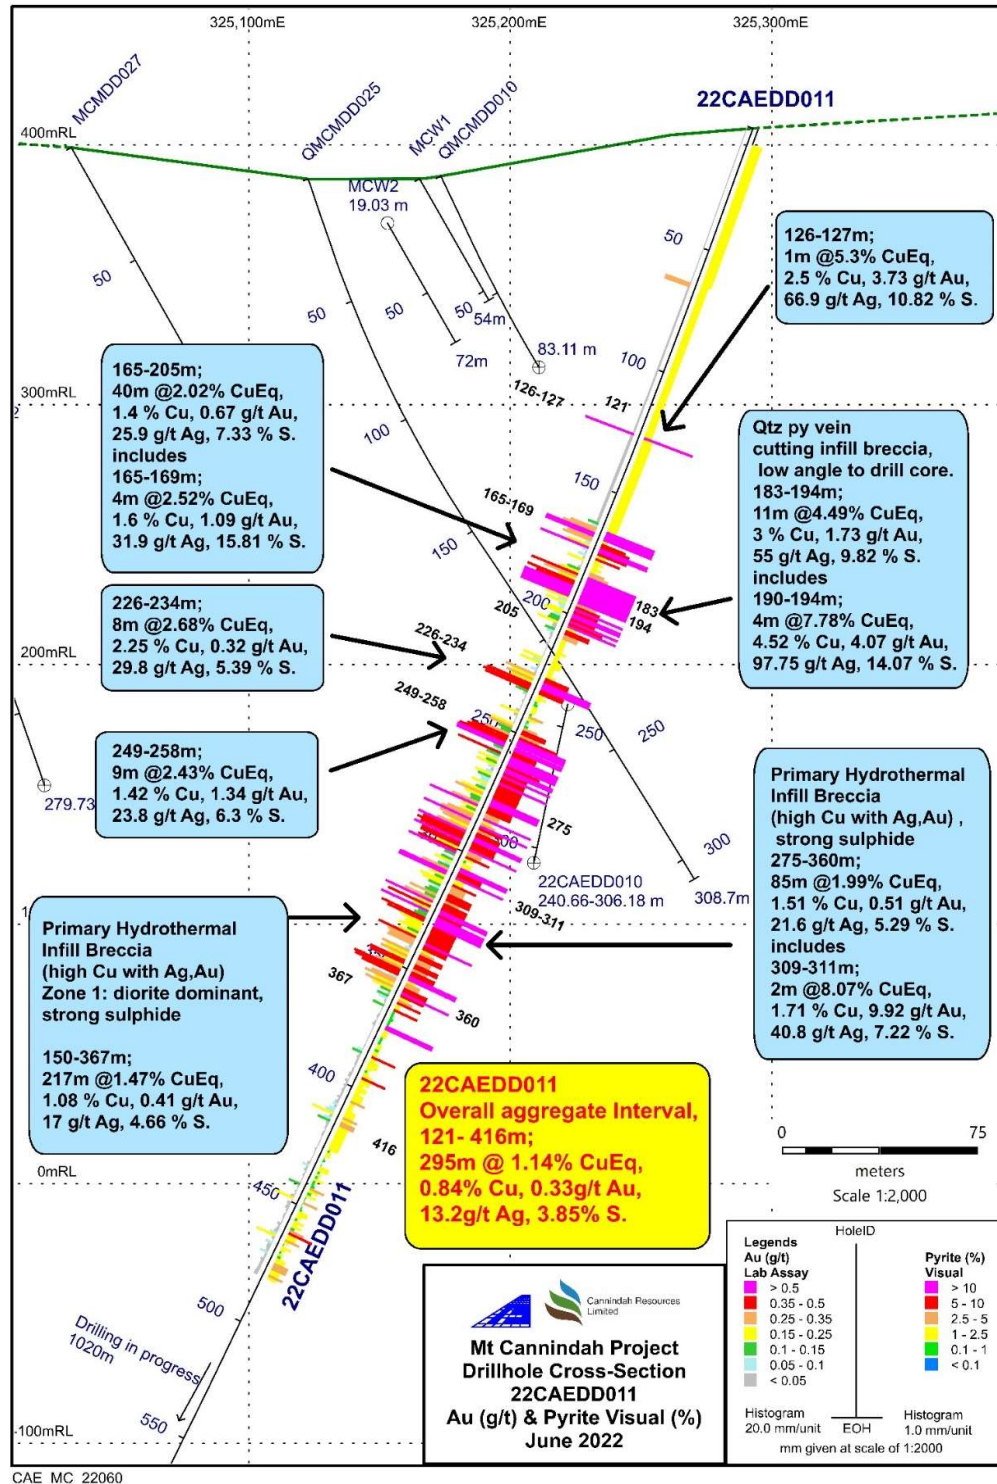 325,100mE
325,200mE
325,300mE
MCMDD027
QMCMDD025
MCW1
QMCMDD010
22CAEDD011
400mRL
MCW2
19.03 m
50
50
50
50
50
54m
72m
83.11 m
126-127m;
1m @5.3% CuEq,
2.5 % Cu, 3.73 g/t Au,
66.9 g/t Ag, 10.82 % S.
165-205m;
40m @2.02% CuEq,
1.4 % Cu, 0.67 g/t Au,
25.9 g/t Ag, 7.33 % S.
includes
165-169m;
4m @2.52% CuEq,
1.6 % Cu, 1.09 g/t Au,
31.9 g/t Ag, 15.81 % S.
100
300mRL
126-127
121
100
150
165-169
150
Qtz py vein
cutting infill breccia,
low angle to drill core.
183-194m;
11m @4.49% CuEq,
3 % Cu, 1.73 g/t Au,
55 g/t Ag, 9.82 % S.
includes
190-194m;
4m @7.78% CuEq,
4.52 % Cu, 4.07 g/t Au,
97.75 g/t Ag, 14.07 % S.
205
200
183
194
226-234m;
8m @2.68% CuEq,
2.25 % Cu, 0.32 g/t Au,
29.8 g/t Ag, 5.39 % S.
226-234
200mRL
249-258
250
250
250
249-258m;
9m @2.43% CuEq,
1.42 % Cu, 1.34 g/t Au,
23.8 g/t Ag, 6.3 % S.
279.73
275
300
22CAEDD010
240.66-306.18 m
308.7m
309-311
Primary Hydrothermal
Infill Breccia
(high Cu with Ag,Au) ,
strong sulphide
275-360m;
85m @1.99% CuEq,
1.51 % Cu, 0.51 g/t Au,
21.6 g/t Ag, 5.29 % S.
includes
309-311m;
2m @8.07% CuEq,
1.71 % Cu, 9.92 g/t Au,
40.8 g/t Ag, 7.22 % S.
Primary Hydrothermal
Infill Breccia
(high Cu with Ag,Au)
Zone 1: diorite dominant,
strong sulphide
150-367m;
217m @1.47% CuEq,
1.08 % Cu, 0.41 g/t Au,
17 g/t Ag, 4.66 % S.
367
360
400
416
22CAEDD011
Overall aggregate Interval,
121- 416m;
295m @ 1.14% CuEq,
0.84% Cu, 0.33g/t Au,
13.2g/t Ag, 3.85% S.
0 75
meters
Scale 1:2,000
0mRL
450
22CAEDD011
500
Drilling in progress
1020m
550
-100mRL
Cannindah Resources
Limited
Mt Cannindah Project
Drillhole Cross-Section
22CAEDD011
Au (g/t) & Pyrite Visual (%)
June 2022
HoleID
Legends
Au (g/t)
Lab Assay
> 0.5
0.35 - 0.5
0.25 - 0.35
0.15 - 0.25
0.1 - 0.15
0.05 - 0.1
< 0.05
Pyrite (%)
Visual
> 10
5 - 10
2.5 - 5
1 - 2.5
0.1 - 1
< 0.1
Histogram
20.0 mm/unit
EOH
Histogram
1.0 mm/unit
mm given at scale of 1:2000
CAE_MC_22060